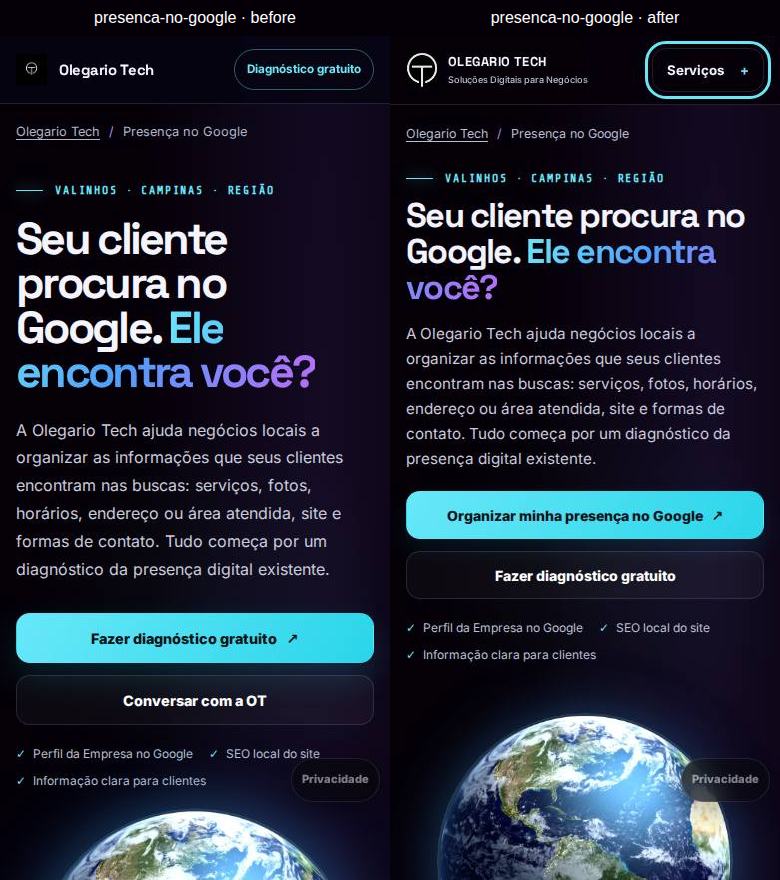 presenca-no-google · before
Olegario Tech
Diagnóstico gratuito
Olegario Tech / Presença no Google
VALINHOS · CAMPINAS · REGIÃO
Seu cliente
procura no
Google. Ele
encontra você?
A Olegario Tech ajuda negócios locais a
organizar as informações que seus clientes
encontram nas buscas: serviços, fotos,
horários, endereço ou área atendida, site e
formas de contato. Tudo começa por um
diagnóstico da presença digital existente.
Fazer diagnóstico gratuito ↗
Conversar com a OT
✓ Perfil da Empresa no Google ✓ SEO local do site
✓ Informação clara para clientes
Privacidade
presenca-no-google · after
OLEGARIO TECH
Soluções Digitais para Negócios
Serviços +
Olegario Tech / Presença no Google
VALINHOS · CAMPINAS · REGIÃO
Seu cliente procura no
Google. Ele encontra
você?
A Olegario Tech ajuda negócios locais a
organizar as informações que seus clientes
encontram nas buscas: serviços, fotos, horários,
endereço ou área atendida, site e formas de
contato. Tudo começa por um diagnóstico da
presença digital existente.
Organizar minha presença no Google ↗
Fazer diagnóstico gratuito
✓ Perfil da Empresa no Google ✓ SEO local do site
✓ Informação clara para clientes
Privacidade